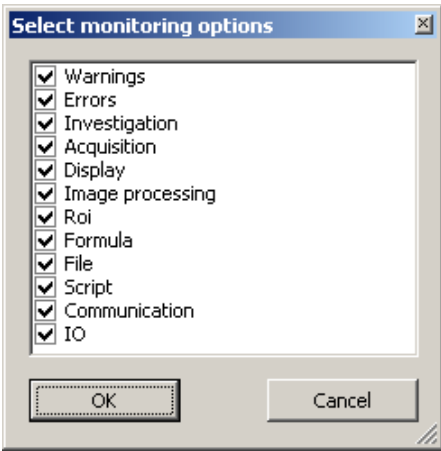 Select monitoring options
Warnings
Errors
Investigation
Acquisition
Display
Image processing
Roi
Formula
File
Script
Communication
IO
OK
Cancel